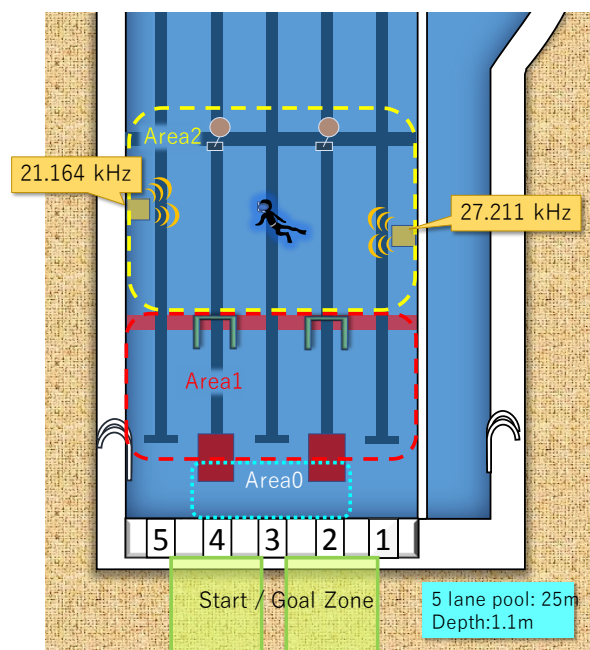 Area2
21.164 kHz
27.211 kHz
Area1
Area0
5 4 3 2 1
Start / Goal Zone
5 lane pool: 25m
Depth:1.1m